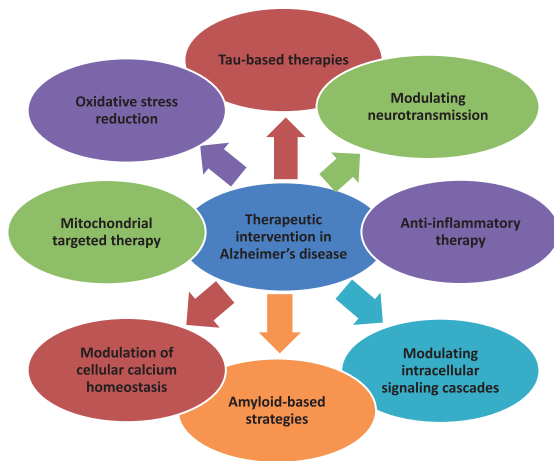 Tau-based therapies
Oxidative stress
reduction
Modulating
neurotransmission
Mitochondrial
targeted therapy
Therapeutic
intervention in
Alzheimer's disease
Anti-inflammatory
therapy
Modulation of
cellular calcium
homeostasis
Amyloid-based
strategies
Modulating
intracellular
signaling cascades